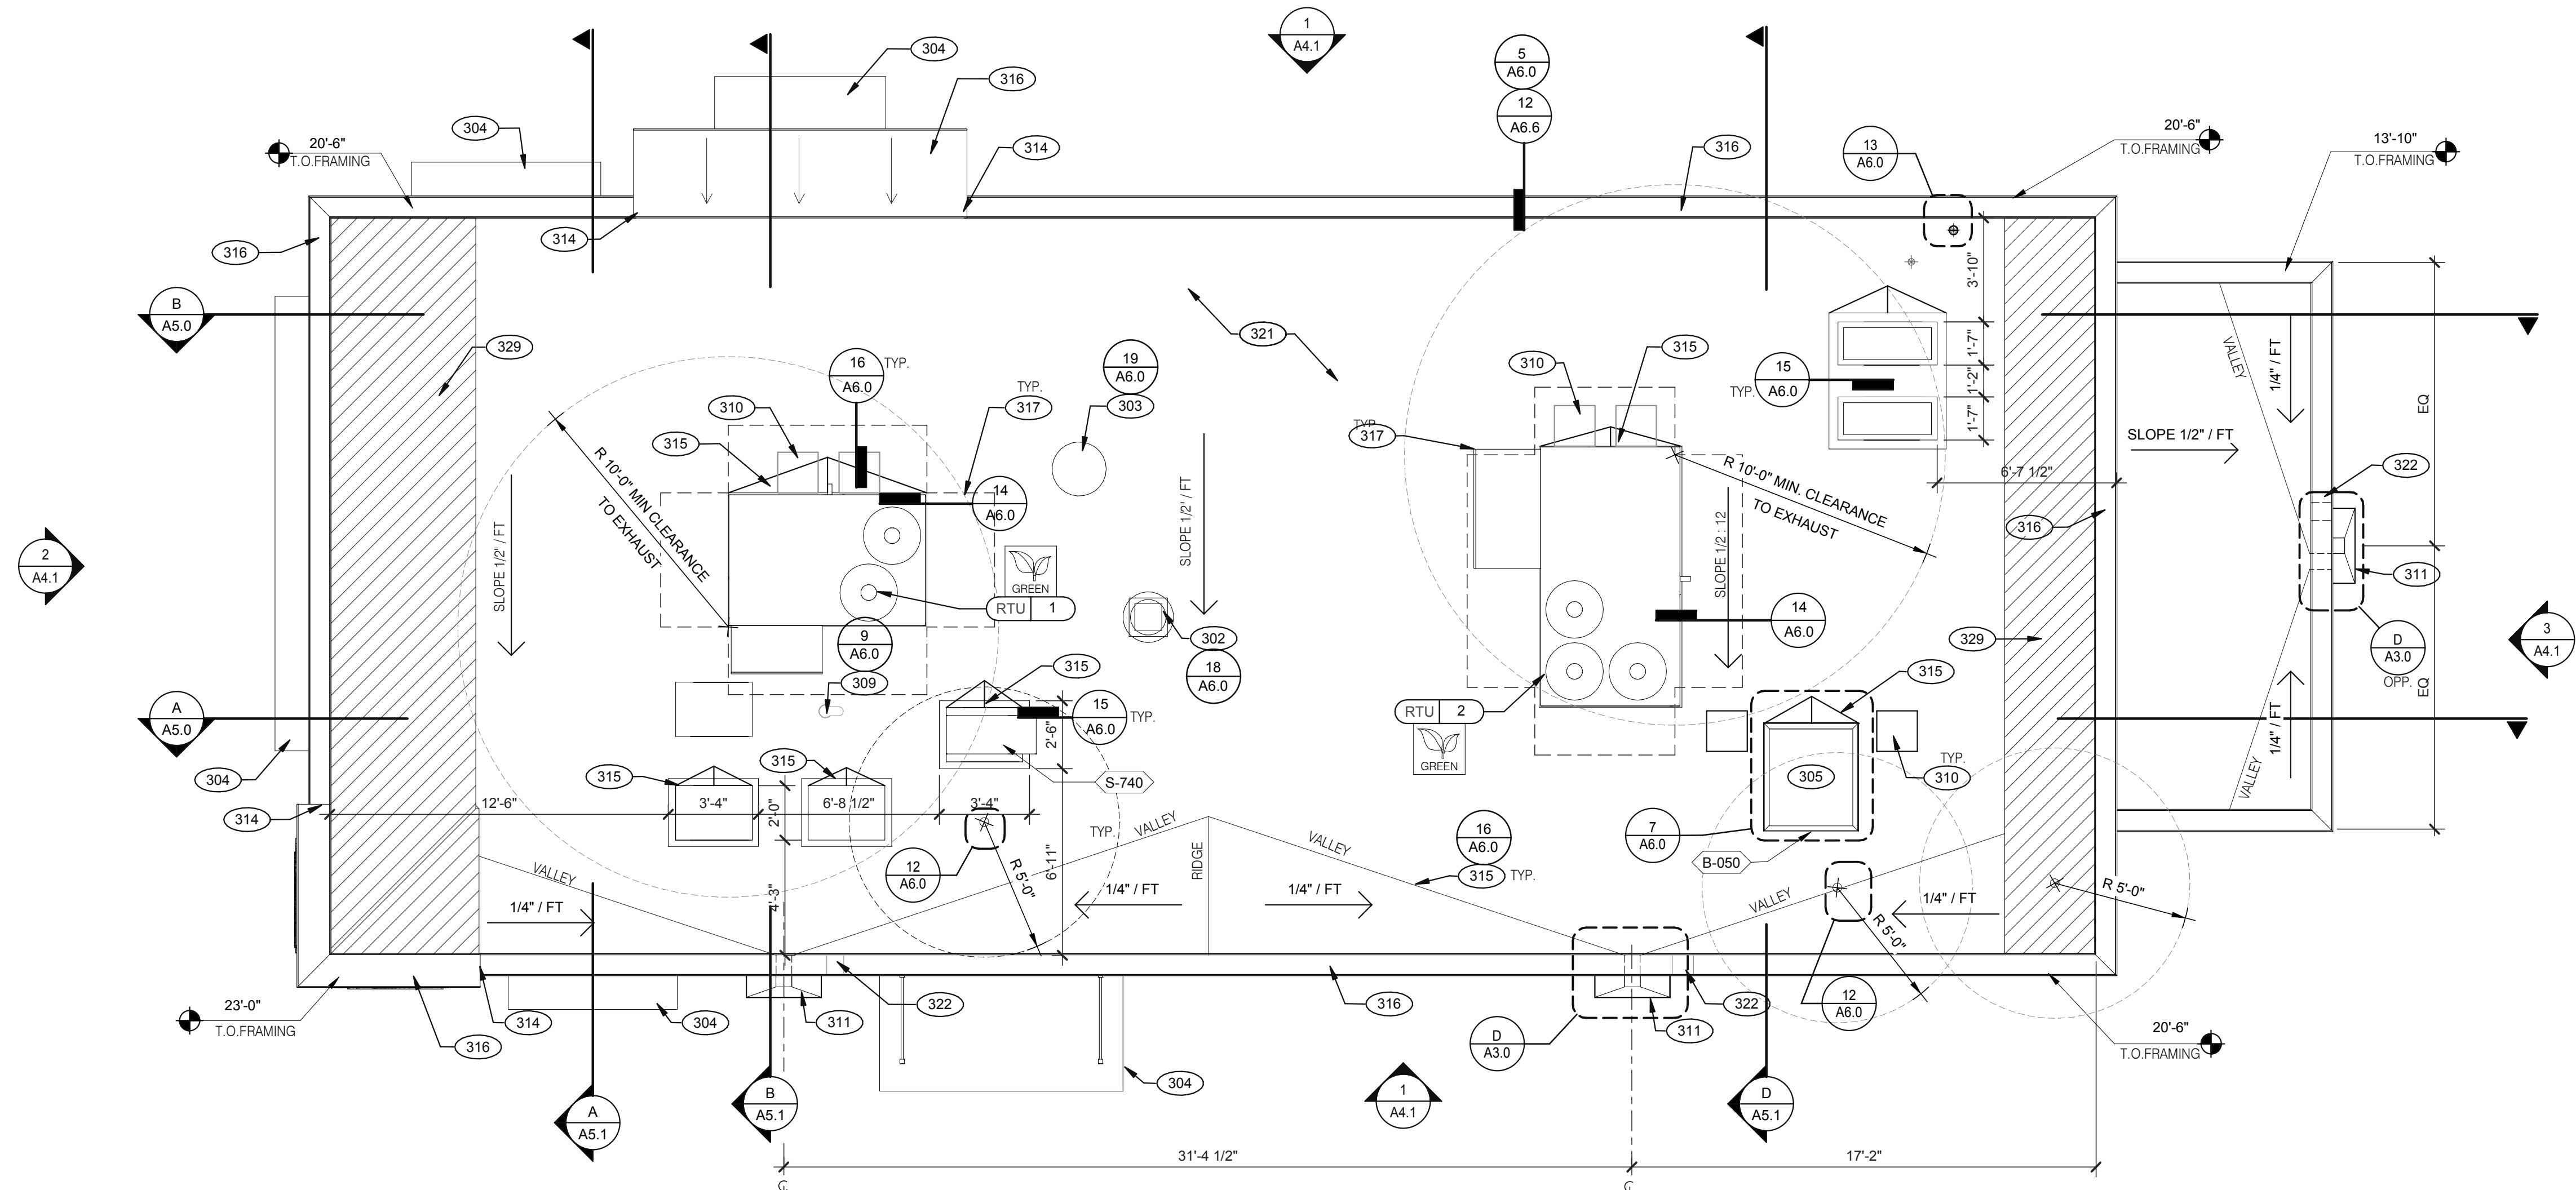 1
A4.1
304
316
5
A6.0
12
A6.6
304
20'-6"
T.O.FRAMING
314
316
13
A6.0
20'-6"
T.O.FRAMING
13'-10"
T.O.FRAMING
316
314
B
A5.0
329
321
3'-10"
1'-7"
1'-2"
1'-7"
VALLEY
1/4" / FT
EQ
16
A6.0
TYP.
19
A6.0
303
TYP.
317
310
315
310
315
15
A6.0
TYP.
TYP.
317
SLOPE 1/2" / FT
R 10'-0" MIN CLEARANCE
TO EXHAUST
14
A6.0
SLOPE 1/2" / FT
SLOPE 1/2" / FT
R 10'-0" MIN. CLEARANCE
TO EXHAUST
SLOPE 1/2 : 12
6'-7 1/2"
322
316
311
2
A4.1
GREEN
RTU 1
9
A6.0
309
302
18
A6.0
14
A6.0
329
D
A3.0
OPP.
EQ
3
A4.1
315
315
A
A5.0
15
A6.0
TYP.
2'-6"
RTU 2
GREEN
1/4" / FT
VALLEY
304
315
315
S-740
305
TYP.
310
314
12'-6"
3'-4"
2'-0"
6'-8 1/2"
3'-4"
TYP.
VALLEY
VALLEY
RIDGE
16
A6.0
315
TYP.
7
A6.0
B-050
VALLEY
12
A6.0
R 5'-0"
6'-11"
4'-3"
1/4" / FT
1/4" / FT
1/4" / FT
VALLEY
1/4" / FT
R 5'-0"
R 5'-0"
23'-0"
T.O.FRAMING
316
314
304
311
322
316
322
311
D
A3.0
12
A6.0
20'-6"
T.O.FRAMING
304
A
A5.1
B
A5.1
1
A4.1
D
A5.1
31'-4 1/2"
17'-2"